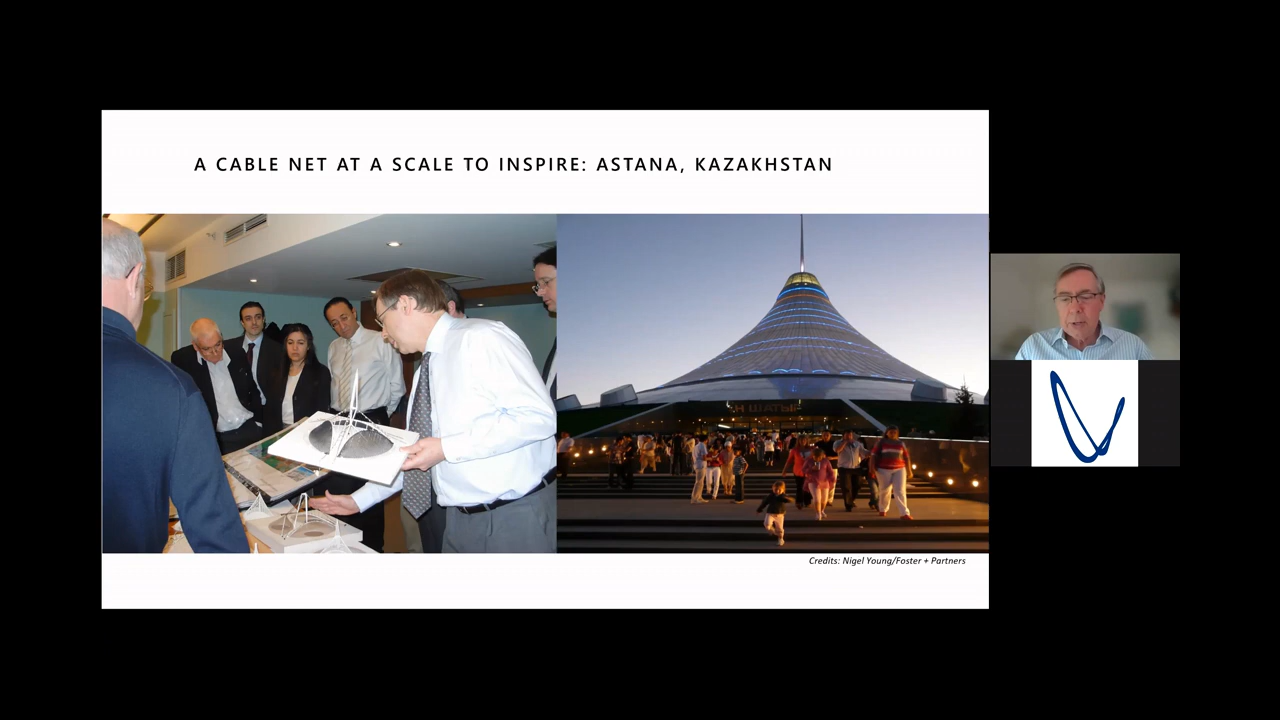 A CABLE NET AT A SCALE TO INSPIRE: ASTANA, KAZAKHSTAN
Credits: Nigel Young/Foster + Partners